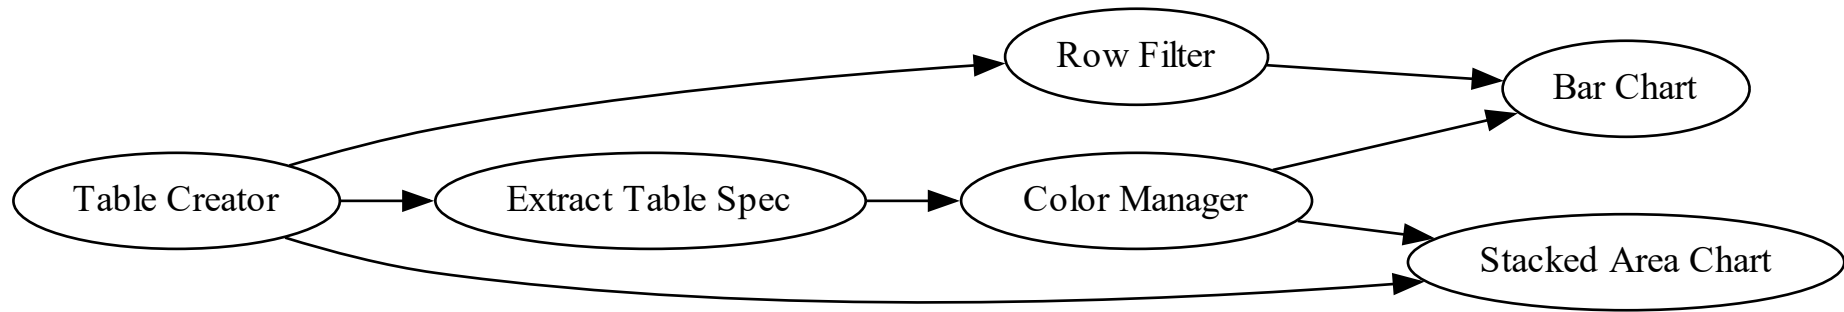 Row Filter
Bar Chart
Table Creator
Extract Table Spec
Color Manager
Stacked Area Chart